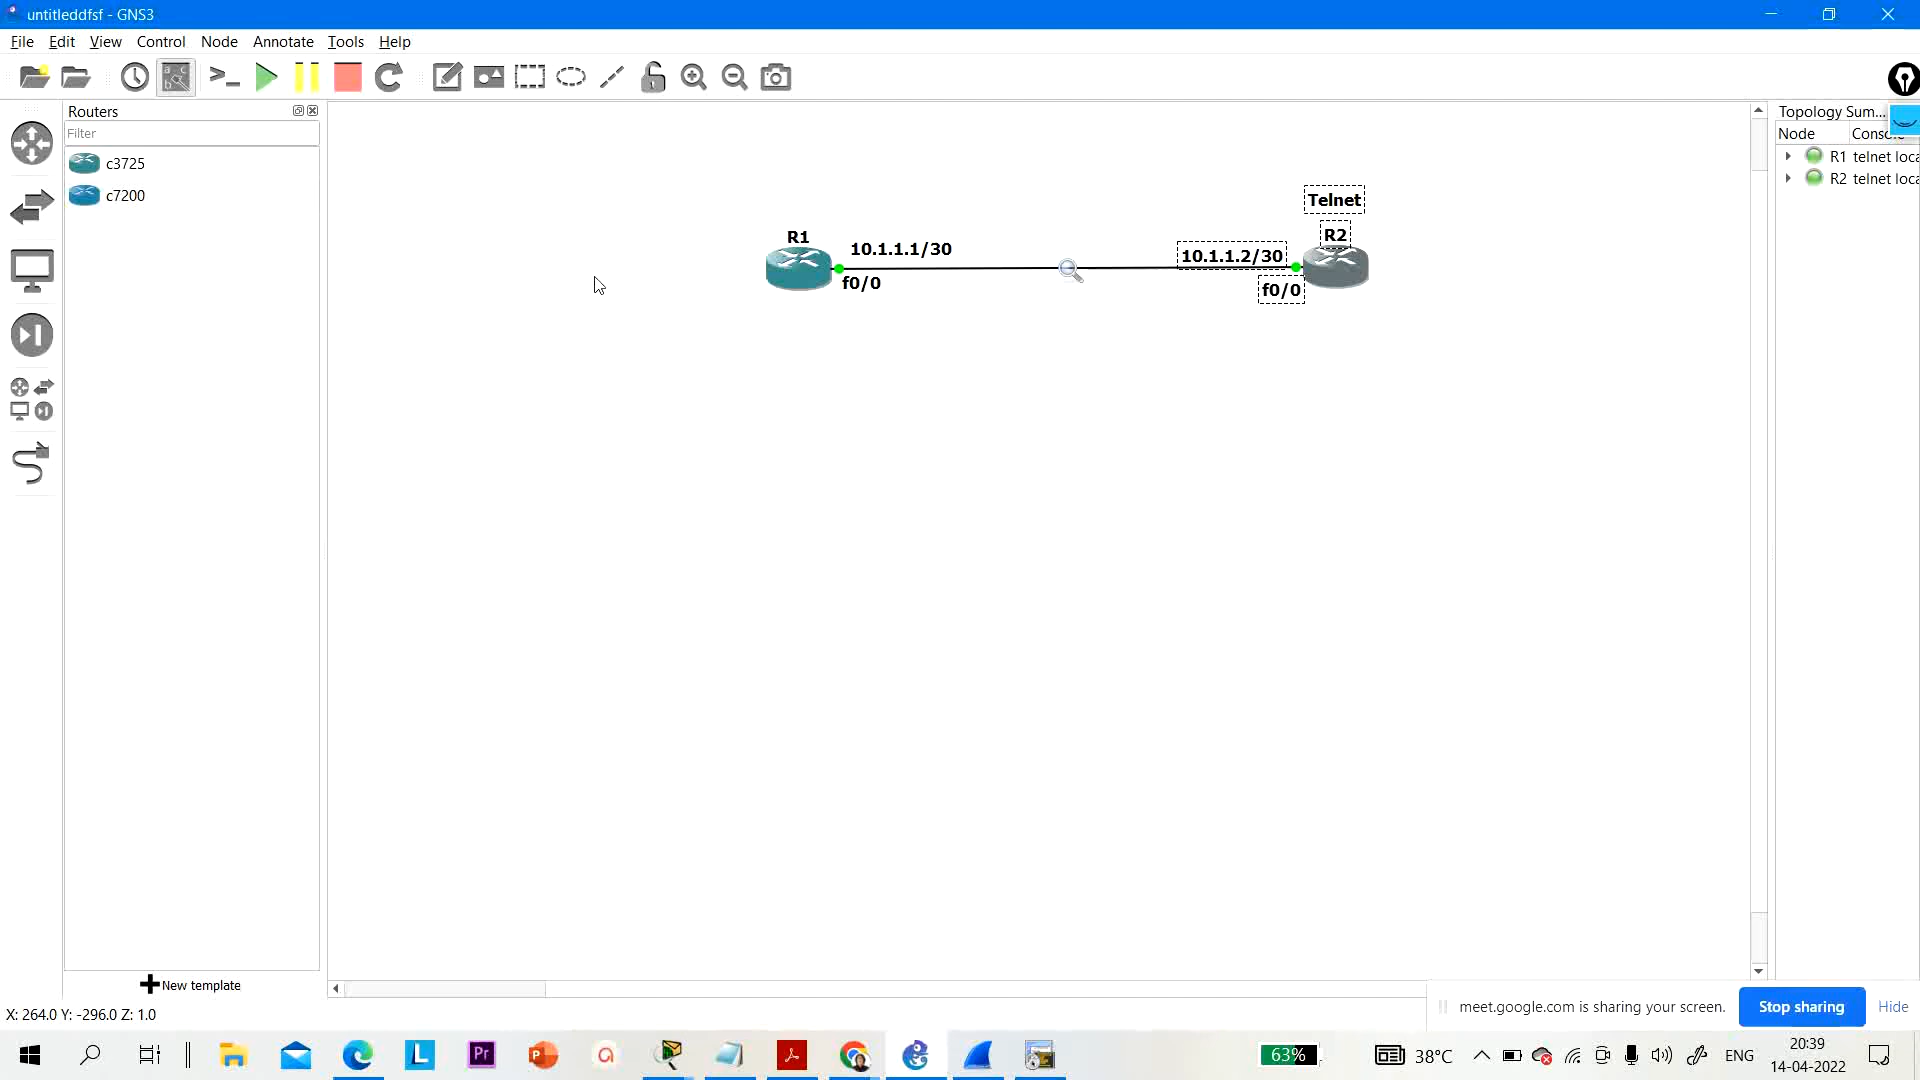 untitleddfsf - GNS3
File Edit View Control Node Annotate Tools Help
Routers
Filter
c3725
c7200
New template
Telnet
R1
R2
10.1.1.1/30
10.1.1.2/30
f0/0
f0/0
Topology Sum...
Node
R1 telnet loca
R2 telnet loca
X: 264.0 Y: -296.0 Z: 1.0
meet.google.com is sharing your screen.
Stop sharing
Hide
63%
38°C
ENG
20:39
14-04-2022